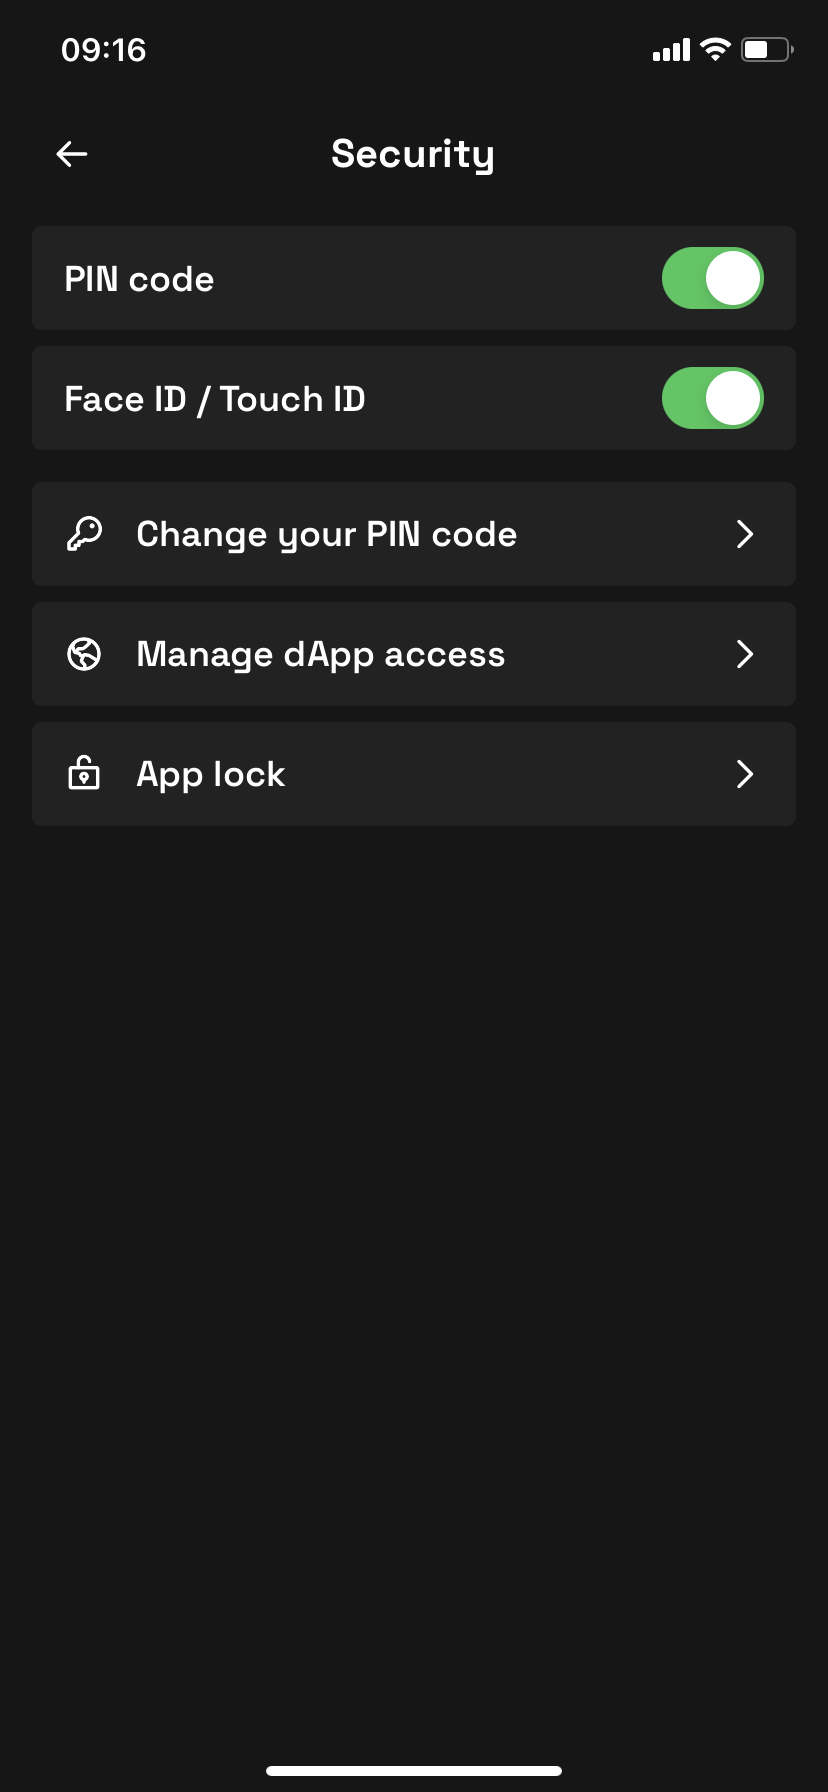 09:16
Security
PIN code
Face ID / Touch ID
Change your PIN code
Manage dApp access
App lock